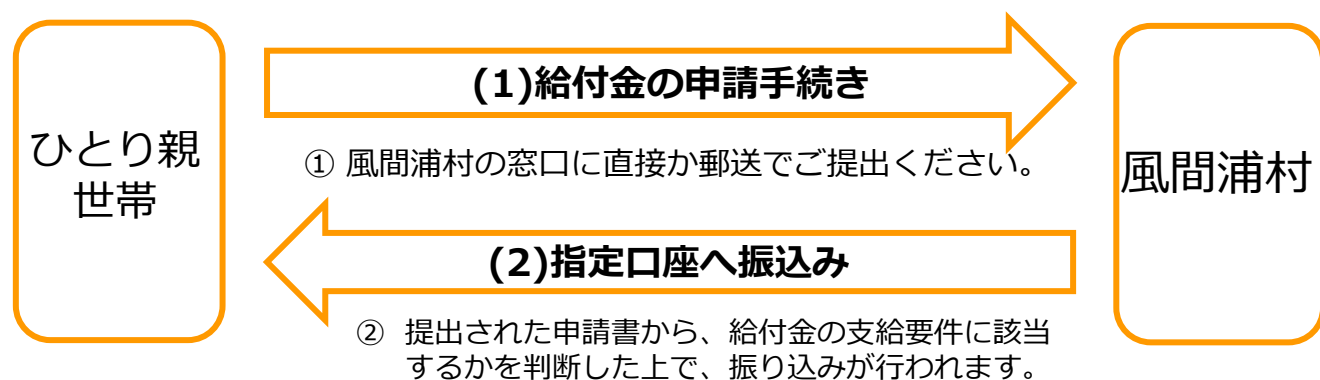 ひとり親
世帯
(1)給付金の申請手続き
① 風間浦村の窓口に直接か郵送でご提出ください。
(2)指定口座へ振込み
② 提出された申請書から、給付金の支給要件に該当
するかを判断した上で、振り込みが行われます。
風間浦村